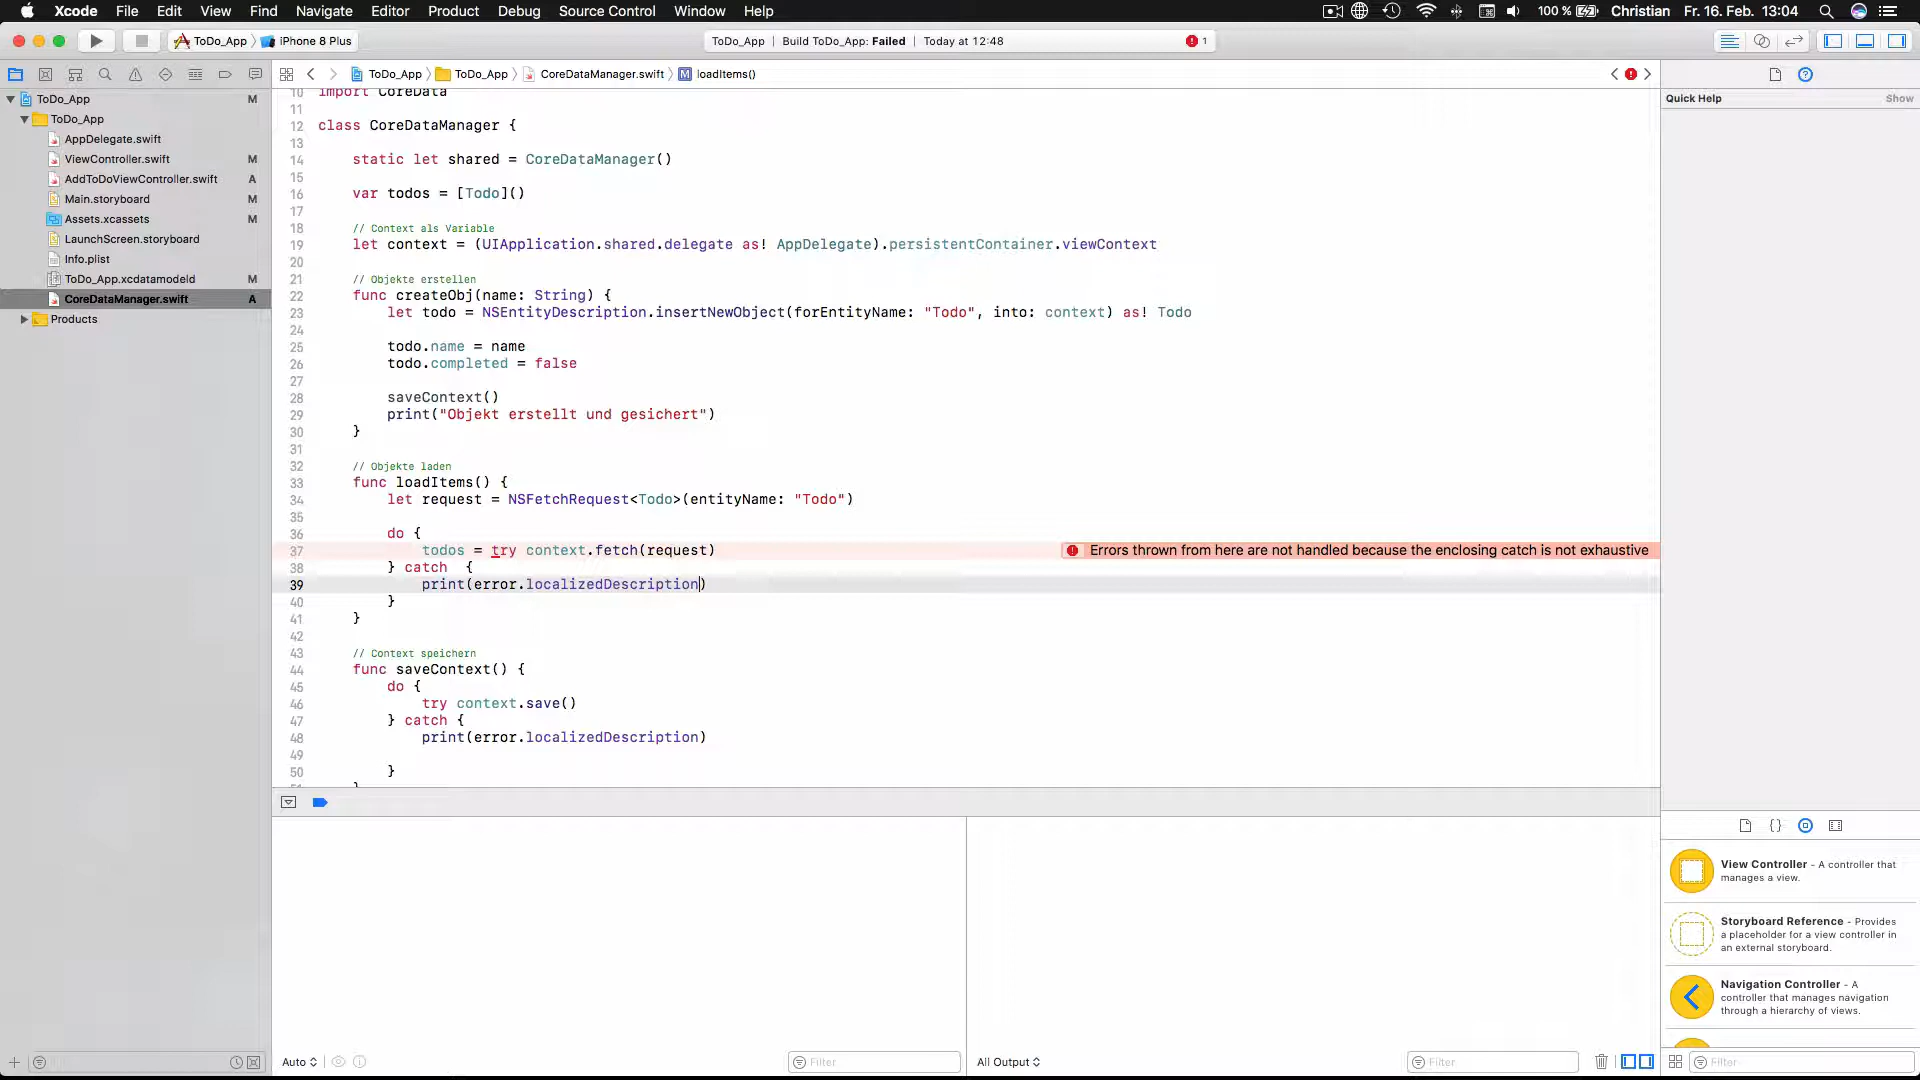 Xcode File Edit View Find Navigate Editor Product Debug Source Control Window Help 100 % Christian Fr. 16. Feb. 13:04
ToDo_App iPhone 8 Plus ToDo_App Build ToDo_App: Failed Today at 12:48 1
ToDo_App ToDo_App CoreDataManager.swift M loadItems()
ToDo_App M
ToDo_App
AppDelegate.swift
ViewController.swift M
AddToDoViewController.swift A
Main.storyboard M
Assets.xcassets M
LaunchScreen.storyboard
Info.plist
ToDo_App.xcdatamodeld M
CoreDataManager.swift A
Products
10 import CoreData
11
12 class CoreDataManager {
13
14 static let shared = CoreDataManager()
15
16 var todos = [Todo]()
17
18 // Context als Variable
19 let context = (UIApplication.shared.delegate as! AppDelegate).persistentContainer.viewContext
20
21 // Objekte erstellen
22 func createObj(name: String) {
23 let todo = NSEntityDescription.insertNewObject(forEntityName: "Todo", into: context) as! Todo
24
25 todo.name = name
26 todo.completed = false
27
28 saveContext()
29 print("Objekt erstellt und gesichert")
30 }
31
32 // Objekte laden
33 func loadItems() {
34 let request = NSFetchRequest<Todo>(entityName: "Todo")
35
36 do {
37 todos = try context.fetch(request) Errors thrown from here are not handled because the enclosing catch is not exhaustive
38 } catch {
39 print(error.localizedDescription)
40 }
41 }
42
43 // Context speichern
44 func saveContext() {
45 do {
46 try context.save()
47 } catch {
48 print(error.localizedDescription)
49
50 }
Quick Help Show
View Controller - A controller that
manages a view.
Storyboard Reference - Provides
a placeholder for a view controller in
an external storyboard.
Navigation Controller - A
controller that manages navigation
through a hierarchy of views.
Auto Filter All Output Filter Filter